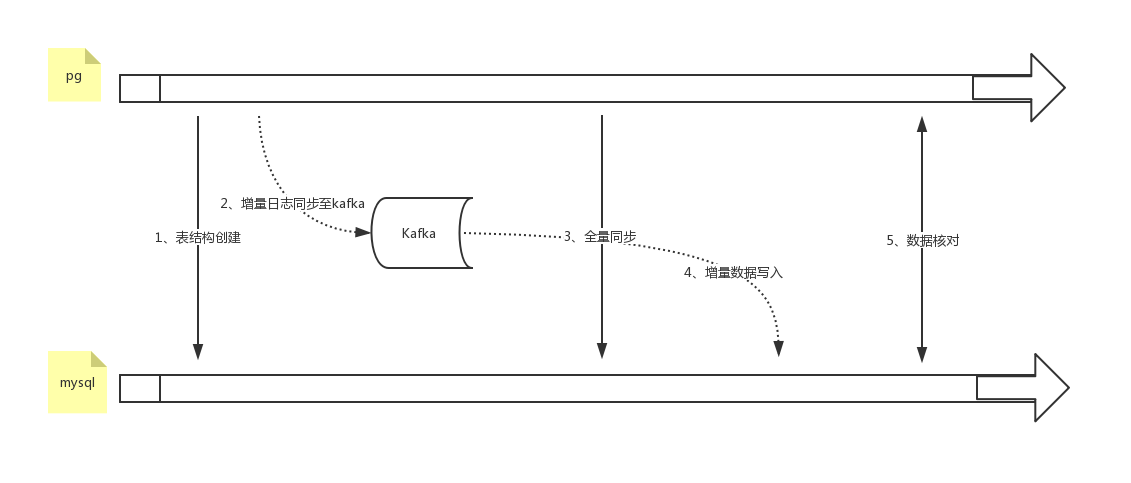 pg
2、增量日志同步至kafka
1、表结构创建
Kafka
3、全量同步
5、数据核对
4、增量数据写入
mysql